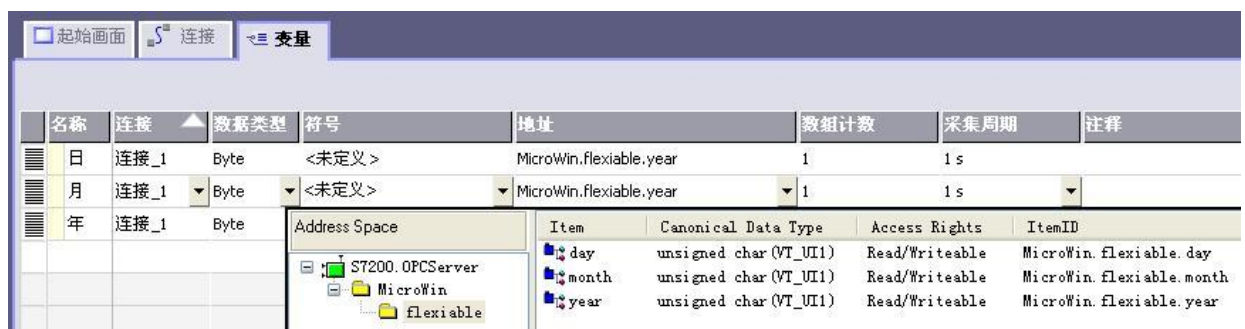 起始画面 连接 变量
名称 连接 数据类型 符号 地址 数组计数 采集周期 注释
日 连接_1 Byte <未定义> MicroWin.flexiable.year 1 1 s
月 连接_1 Byte <未定义> MicroWin.flexiable.year 1 1 s
年 连接_1 Byte
Address Space Item Canonical Data Type Access Rights ItemID
day unsigned char (VT_UI1) Read/Writeable MicroWin.flexiable.day
S7200.OPCServer
month unsigned char (VT_UI1) Read/Writeable MicroWin.flexiable.month
MicroWin
year unsigned char (VT_UI1) Read/Writeable MicroWin.flexiable.year
flexiable